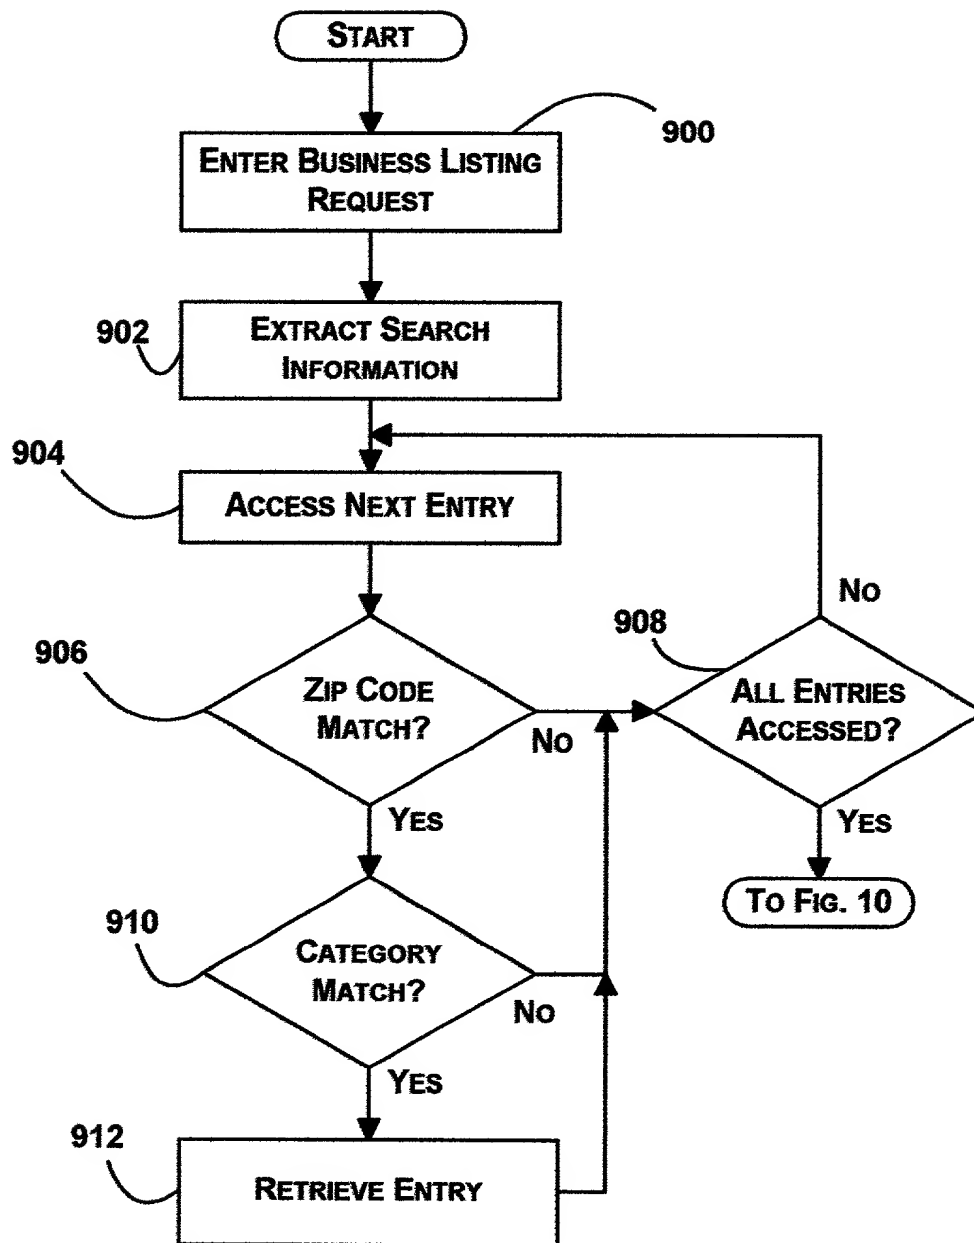 START
900
ENTER BUSINESS LISTING
REQUEST
902
EXTRACT SEARCH
INFORMATION
904
ACCESS NEXT ENTRY
906
ZIP CODE
MATCH?
NO
YES
908
ALL ENTRIES
ACCESSED?
NO
YES
TO FIG. 10
910
CATEGORY
MATCH?
NO
YES
912
RETRIEVE ENTRY